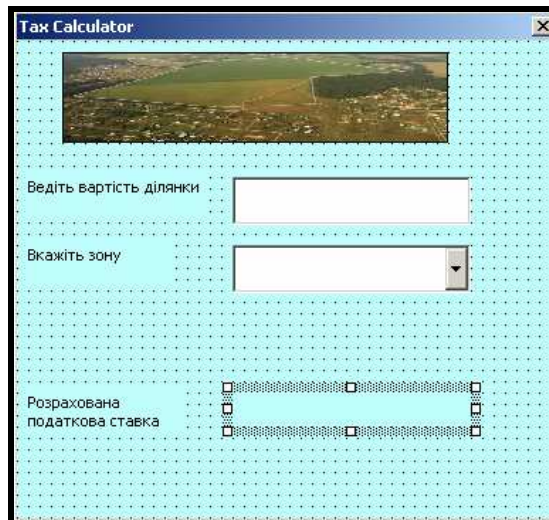 Tax Calculator
Ведіть вартість ділянки
Вкажіть зону
Розрахована
податкова ставка